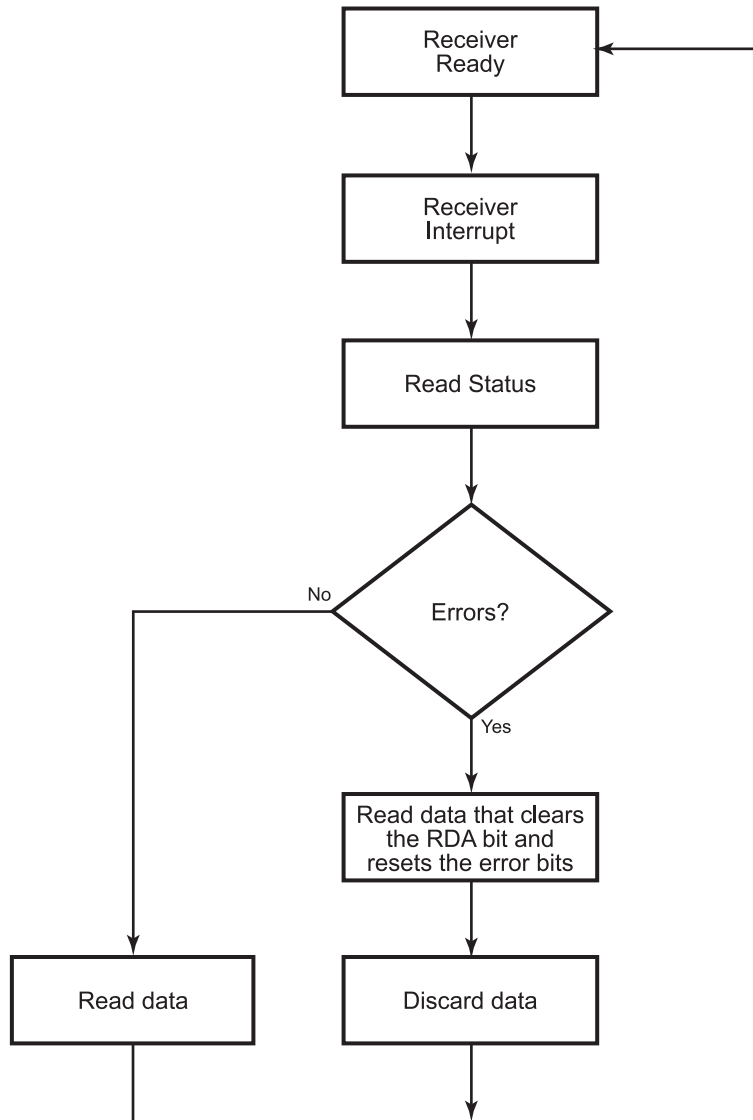 Receiver
Ready
Receiver
Interrupt
Read Status
Errors?
No
Yes
Read data that clears
the RDA bit and
resets the error bits
Read data
Discard data